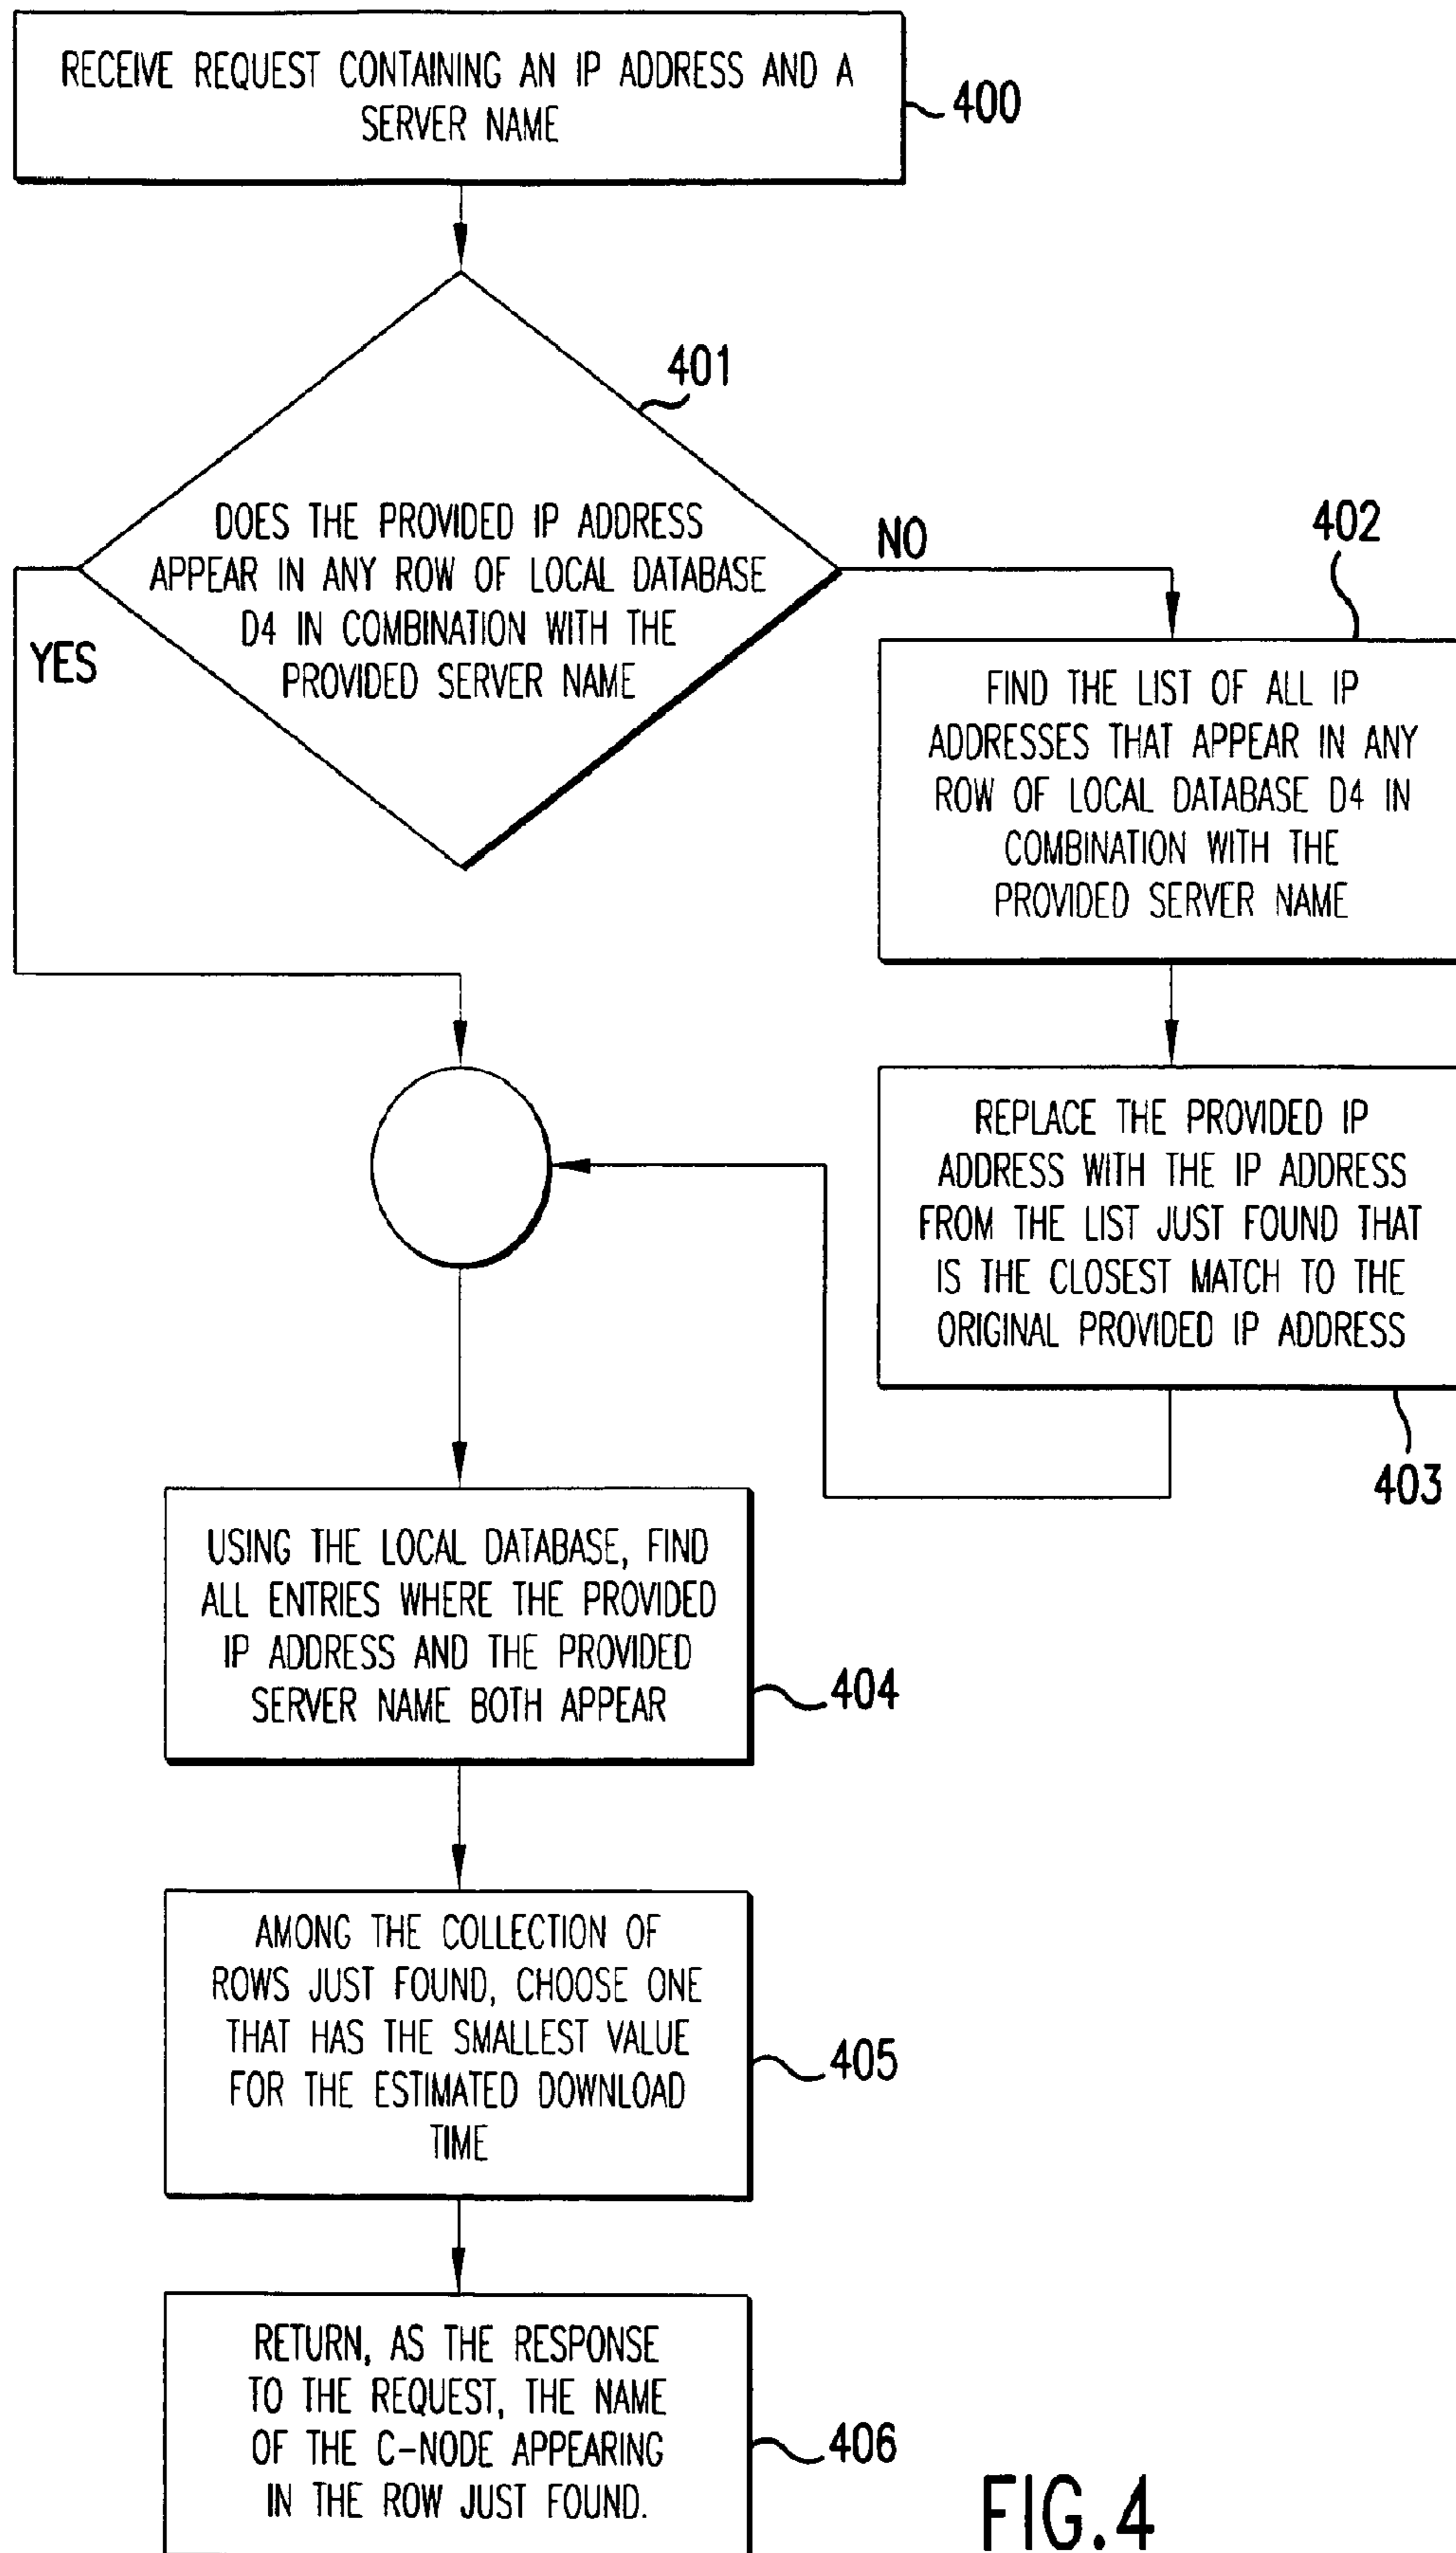 RECEIVE REQUEST CONTAINING AN IP ADDRESS AND A
SERVER NAME
400
401
DOES THE PROVIDED IP ADDRESS
APPEAR IN ANY ROW OF LOCAL DATABASE
D4 IN COMBINATION WITH THE
PROVIDED SERVER NAME
YES
NO
402
FIND THE LIST OF ALL IP
ADDRESSES THAT APPEAR IN ANY
ROW OF LOCAL DATABASE D4 IN
COMBINATION WITH THE
PROVIDED SERVER NAME
REPLACE THE PROVIDED IP
ADDRESS WITH THE IP ADDRESS
FROM THE LIST JUST FOUND THAT
IS THE CLOSEST MATCH TO THE
ORIGINAL PROVIDED IP ADDRESS
403
USING THE LOCAL DATABASE, FIND
ALL ENTRIES WHERE THE PROVIDED
IP ADDRESS AND THE PROVIDED
SERVER NAME BOTH APPEAR
404
AMONG THE COLLECTION OF
ROWS JUST FOUND, CHOOSE ONE
THAT HAS THE SMALLEST VALUE
FOR THE ESTIMATED DOWNLOAD
TIME
405
RETURN, AS THE RESPONSE
TO THE REQUEST, THE NAME
OF THE C-NODE APPEARING
IN THE ROW JUST FOUND.
406
FIG.4